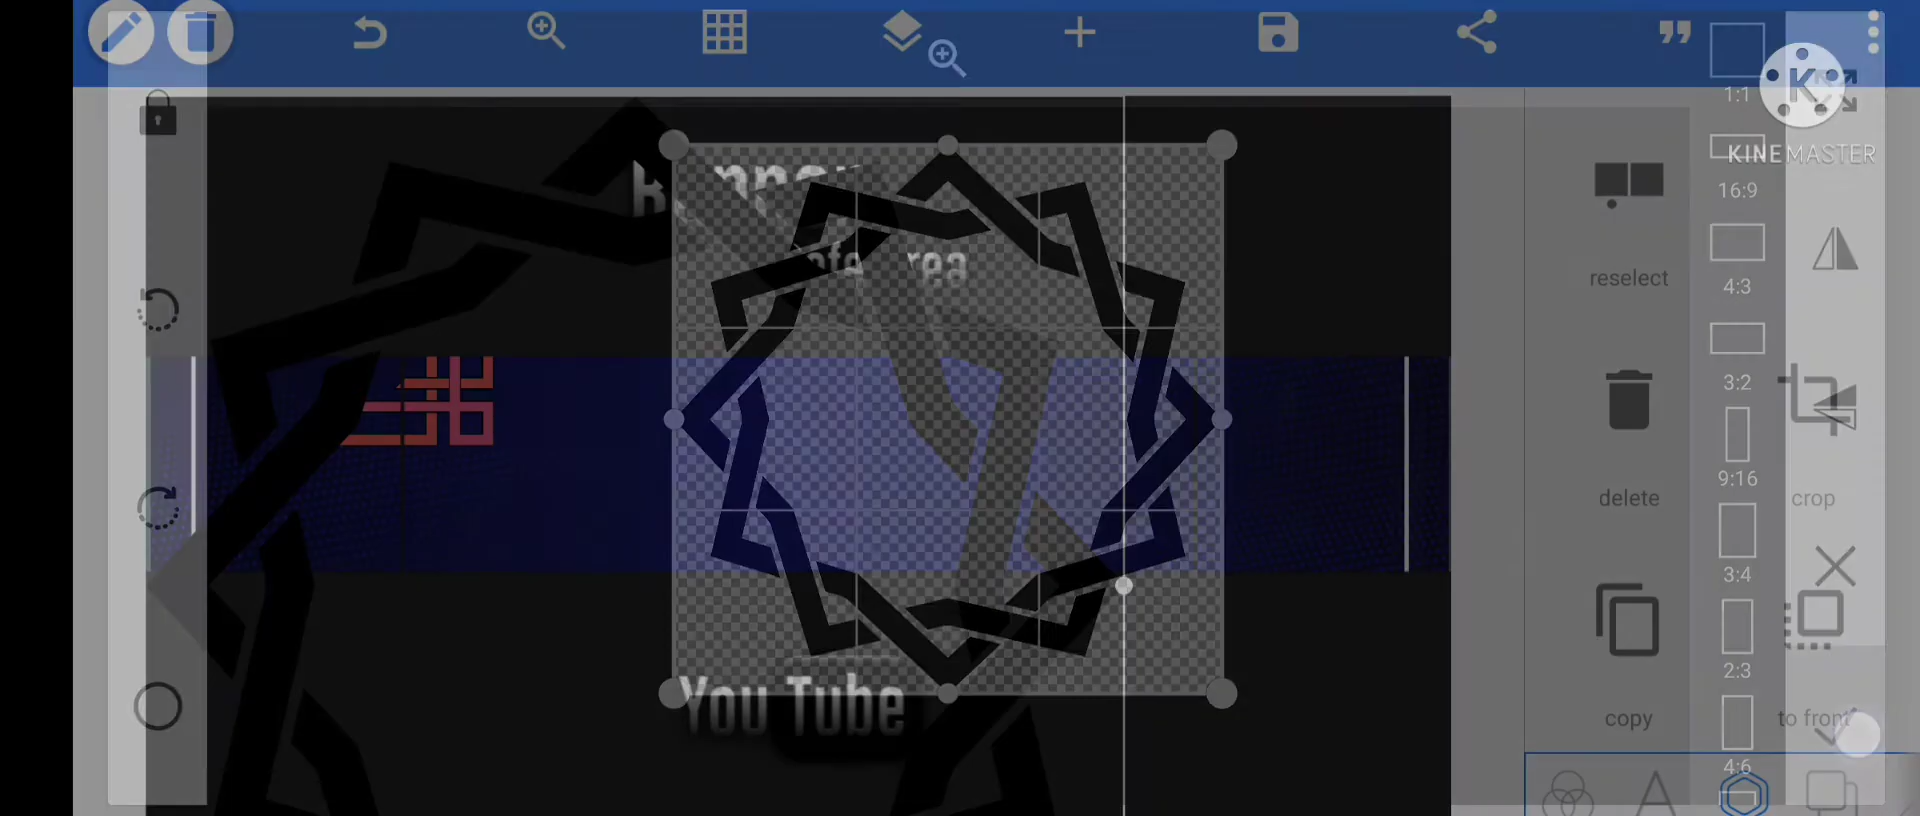 1:1
KINEMASTER
16:9
reselect
4:3
3:2
9:16
delete
crop
3:4
2:3
You Tube
copy
to front
4:6